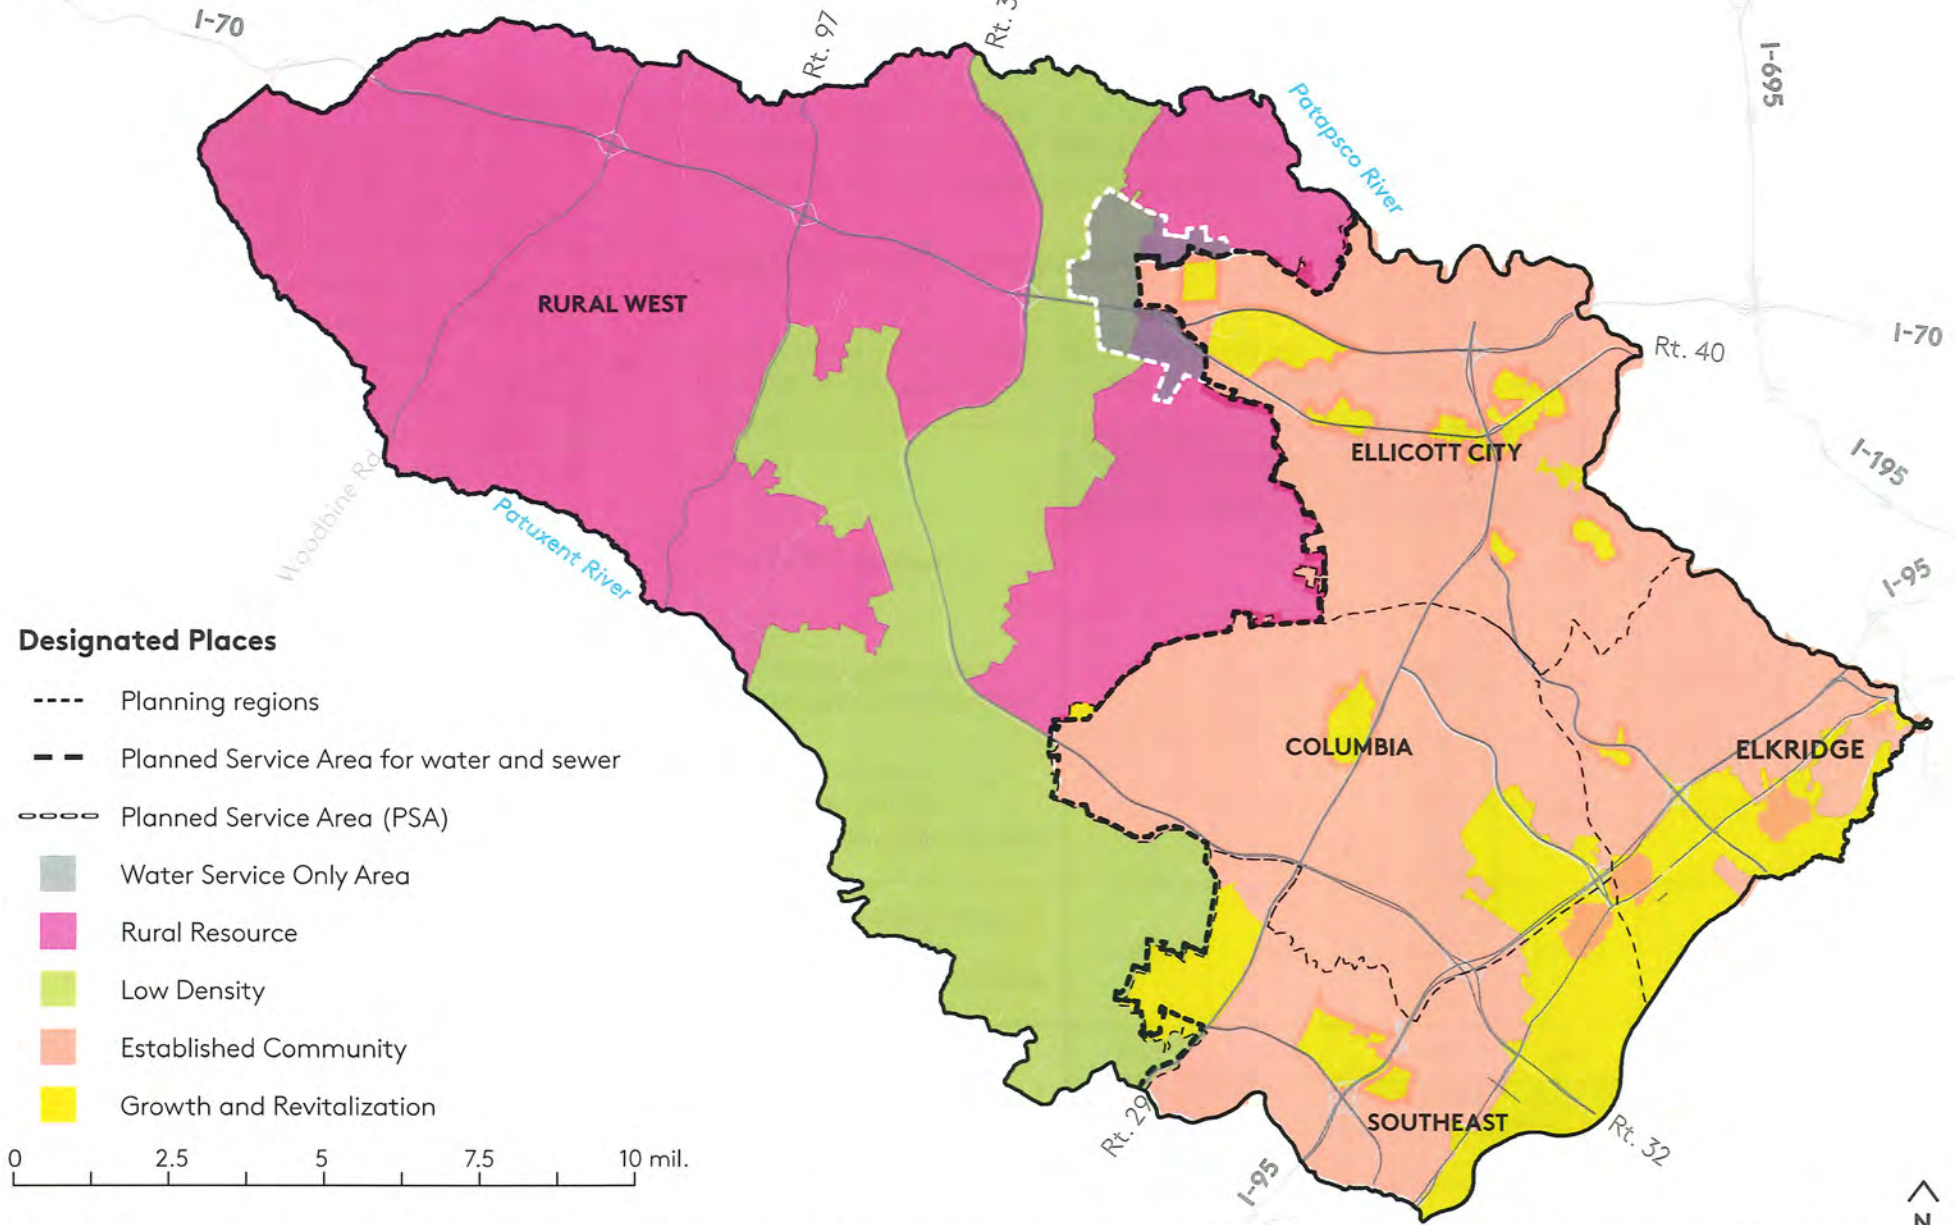 I-70
Rt. 97
Rt. 3
I-695
Patapsco River
RURAL WEST
I-70
Rt. 40
ELLICOTT CITY
I-195
Woodbine Rd
Patuxent River
I-95
Designated Places
Planning regions
Planned Service Area for water and sewer
Planned Service Area (PSA)
Water Service Only Area
Rural Resource
Low Density
Established Community
Growth and Revitalization
COLUMBIA
ELKRIDGE
SOUTHEAST
Rt. 29
Rt. 32
I-95
0 2.5 5 7.5 10 mil.
N